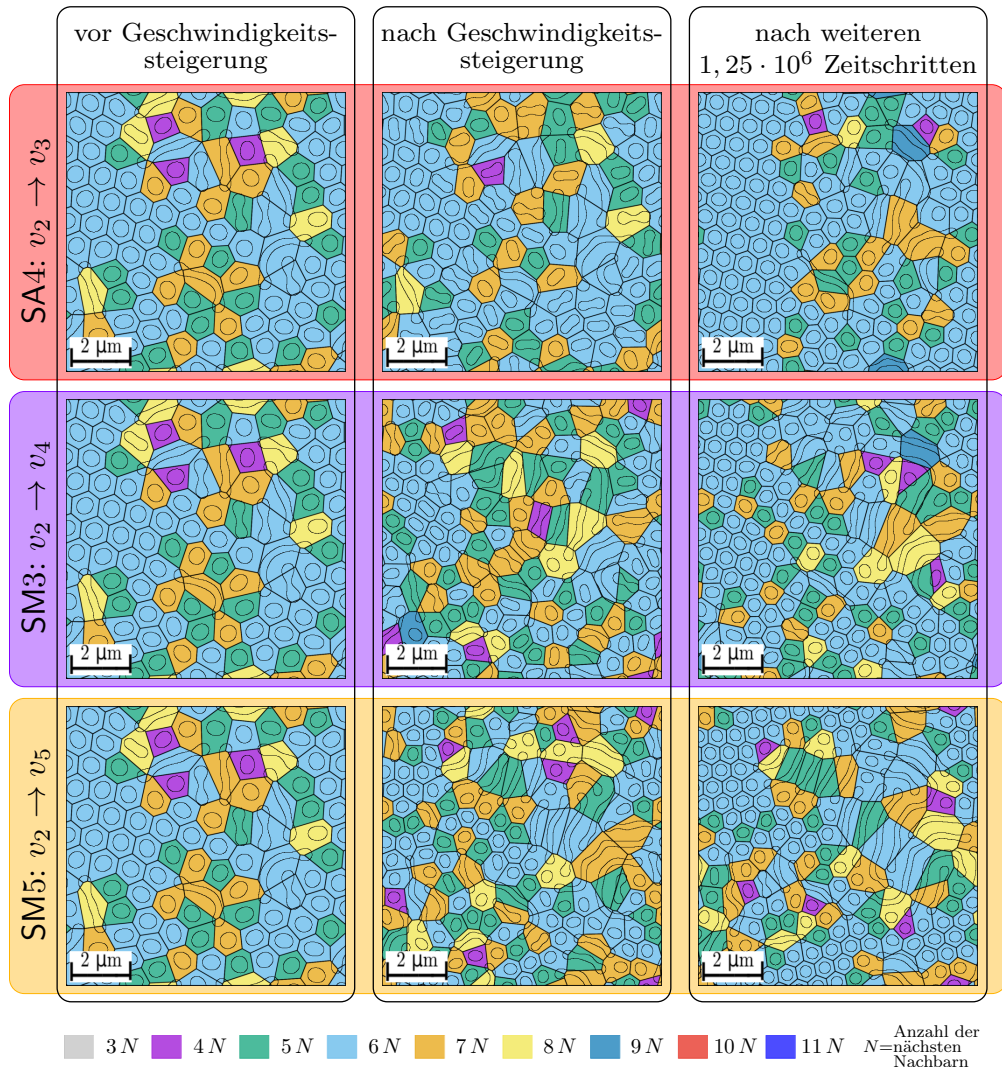 vor Geschwindigkeits-
steigerung
nach Geschwindigkeits-
steigerung
nach weiteren
1, 25 · 10⁶ Zeitschritten
SA4: v₂ → v₃
2 µm
2 µm
2 µm
SM3: v₂ → v₄
2 µm
2 µm
2 µm
SM5: v₂ → v₅
2 µm
2 µm
2 µm
3 N 4 N 5 N 6 N 7 N 8 N 9 N 10 N 11 N N=
Anzahl der
nächsten
Nachbarn